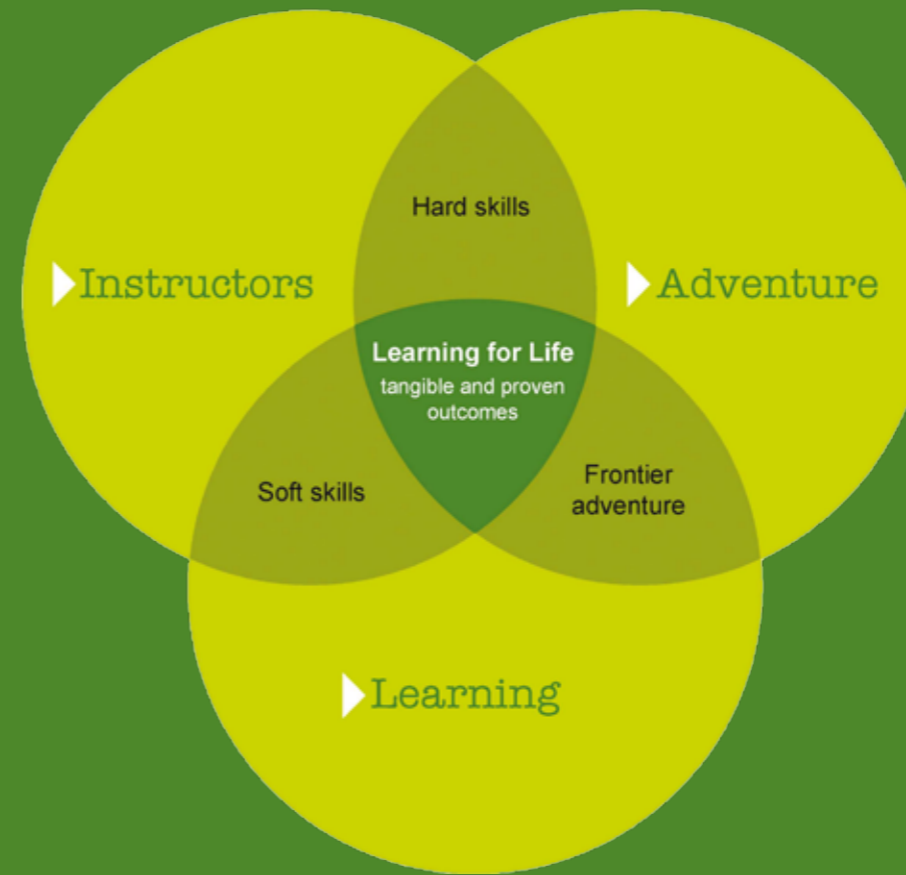 Hard skills
Instructors
Adventure
Learning for Life
tangible and proven
outcomes
Soft skills
Frontier
adventure
Learning